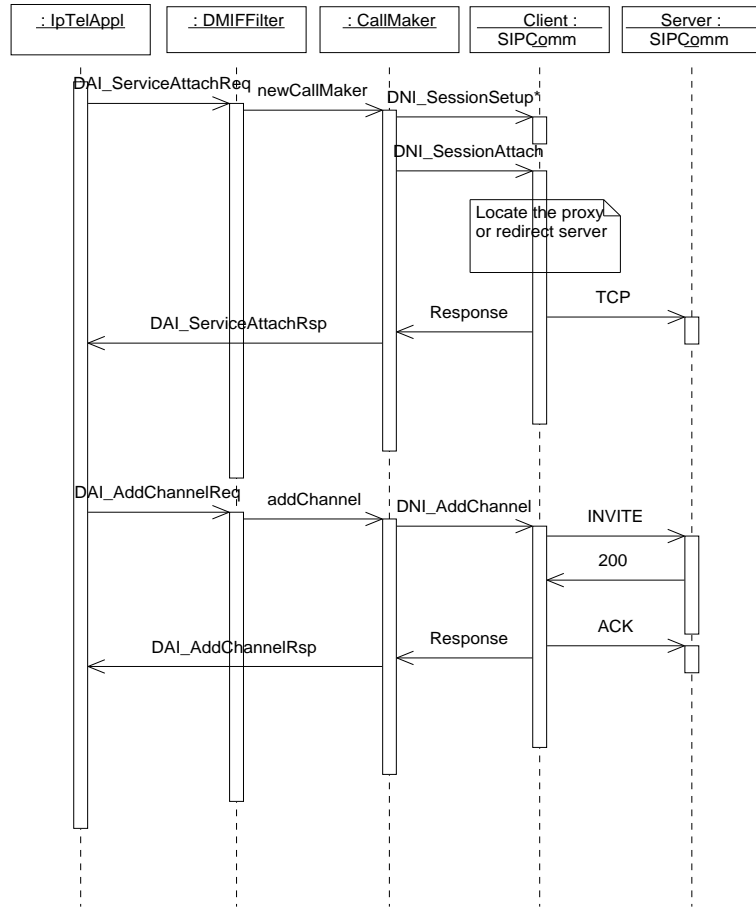 : IpTelAppl
: DMIFFilter
: CallMaker
Client :
SIPComm
Server :
SIPComm
DAI_ServiceAttachReq
newCallMaker
DNI_SessionSetup*
DNI_SessionAttach
Locate the proxy
or redirect server
TCP
Response
DAI_ServiceAttachRsp
DAI_AddChannelReq
addChannel
DNI_AddChannel
INVITE
200
ACK
Response
DAI_AddChannelRsp